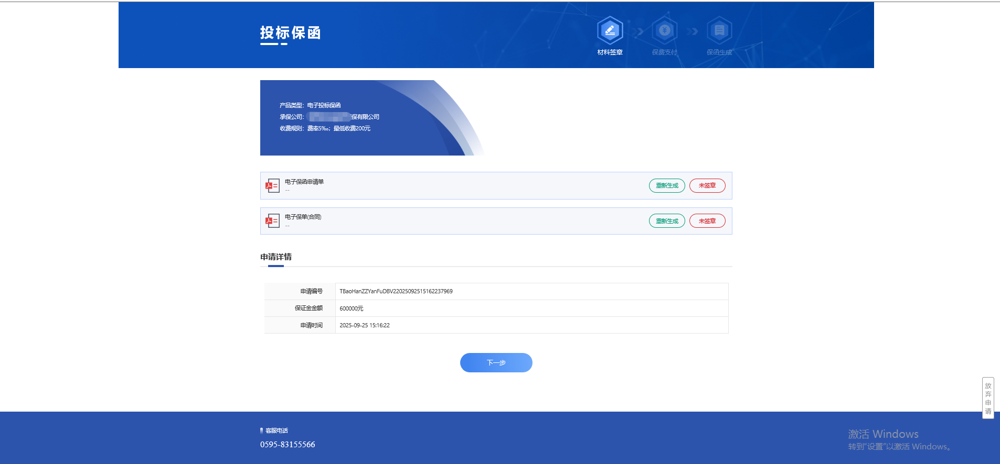 投标保函
材料签章
保费支付
保函生成
产品类型：电子投标保函
承保公司： 保有限公司
收费规则：费率5‰；最低收费200元
电子保函申请单
--
重新生成
未签章
电子保单(合同)
--
重新生成
未签章
申请详情
申请编号 TBaoHanZZYanFuDBV22025092515162237969
保证金金额 600000元
申请时间 2025-09-25 15:16:22
下一步
放弃申请
客服电话
0595-83155566
激活 Windows
转到"设置"以激活 Windows。